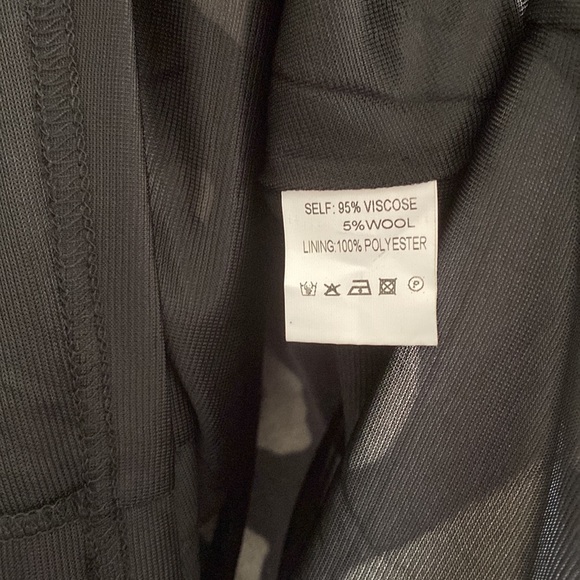 SELF: 95% VISCOSE
5%WOOL
LINING:100% POLYESTER
P